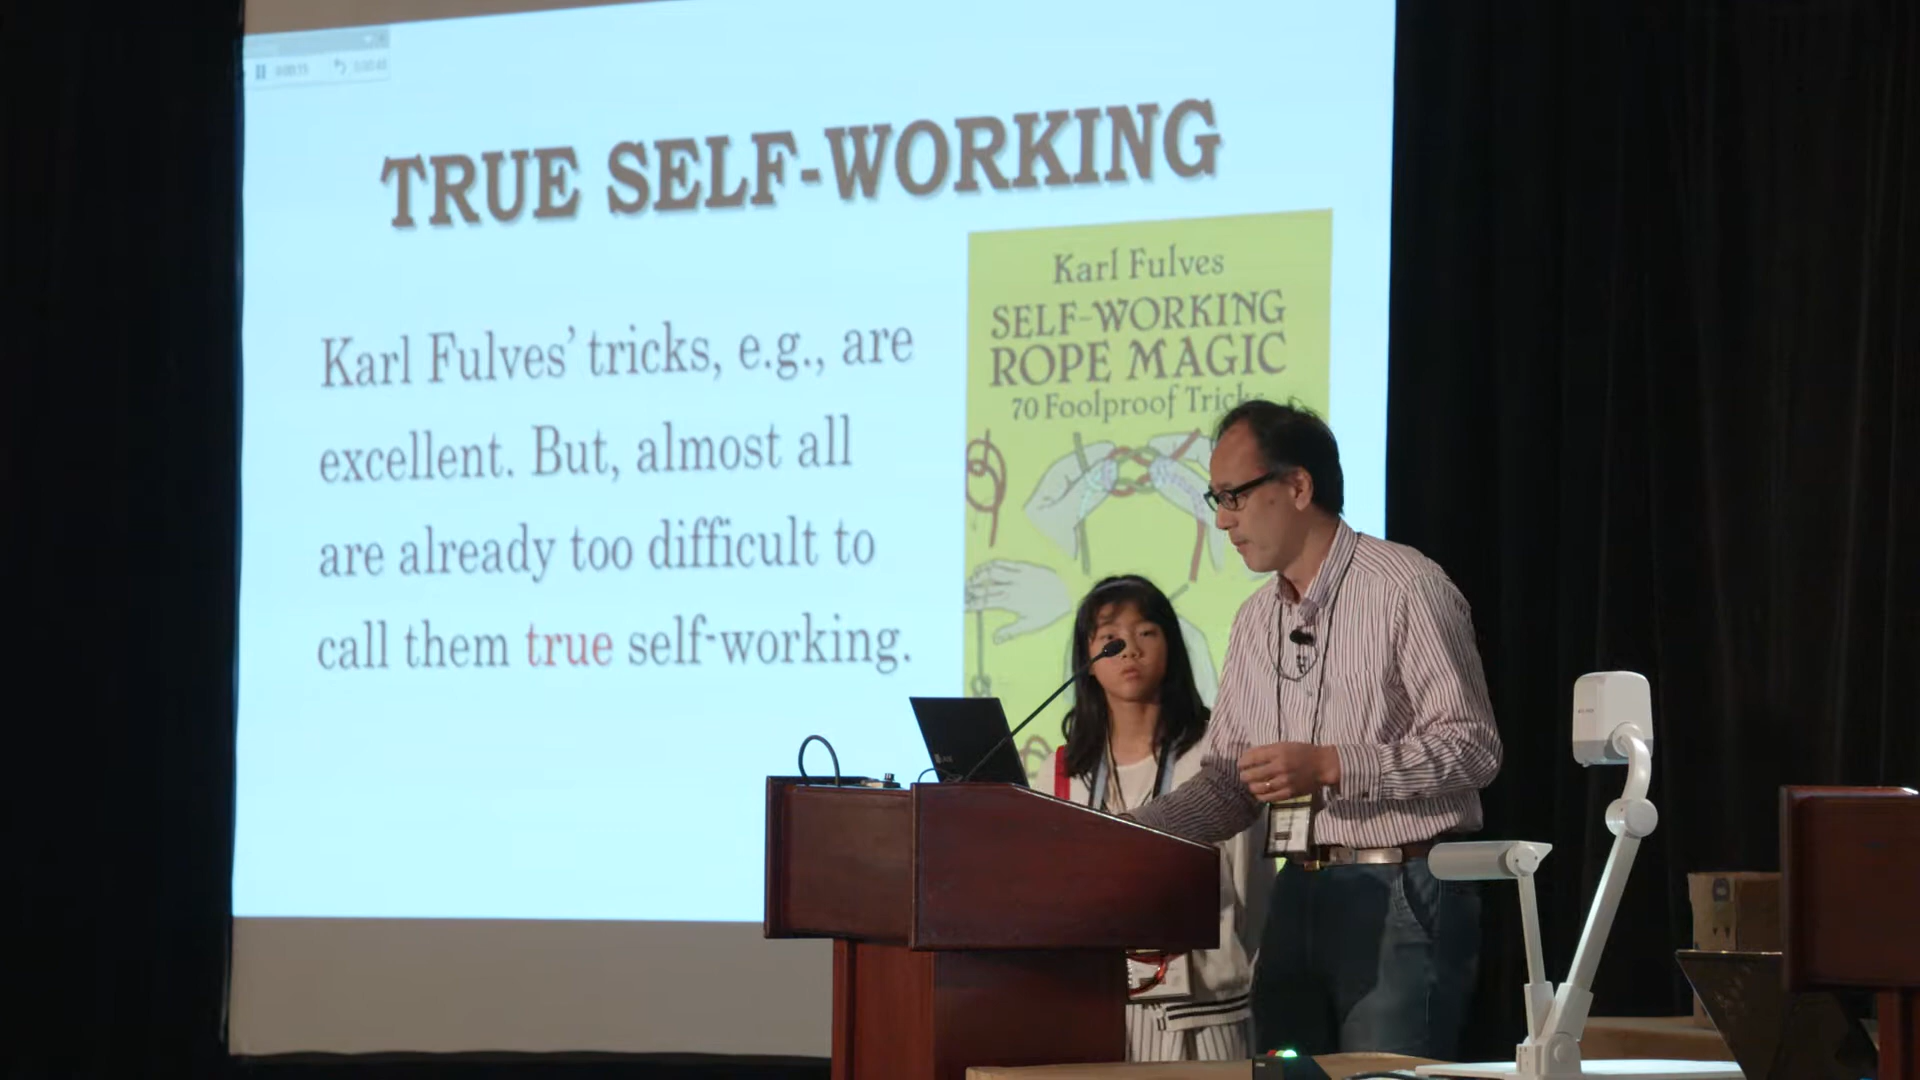 TRUE SELF-WORKING
Karl Fulves' tricks, e.g., are
excellent. But, almost all
are already too difficult to
call them true self-working.
Karl Fulves
SELF-WORKING
ROPE MAGIC
70 Foolproof Tricks